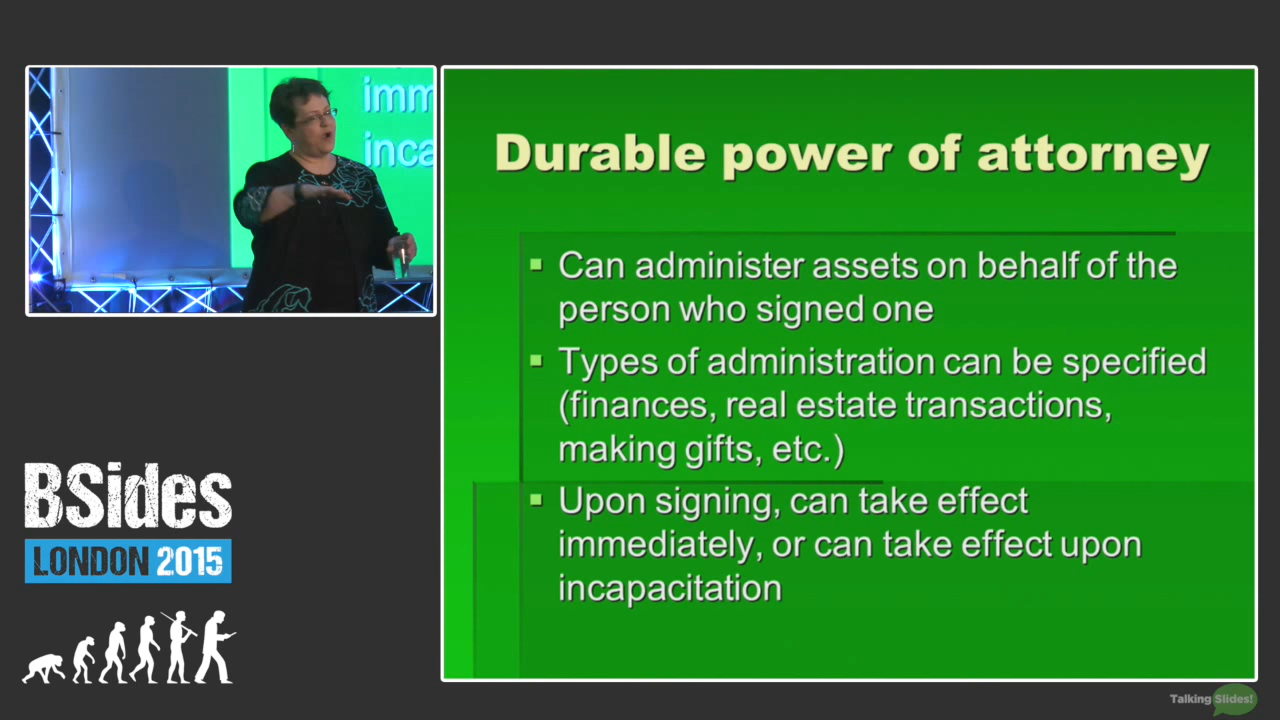 imm
inca
Durable power of attorney
Can administer assets on behalf of the
person who signed one
Types of administration can be specified
(finances, real estate transactions,
making gifts, etc.)
Upon signing, can take effect
immediately, or can take effect upon
incapacitation
BSides
LONDON 2015
Talking Slides!